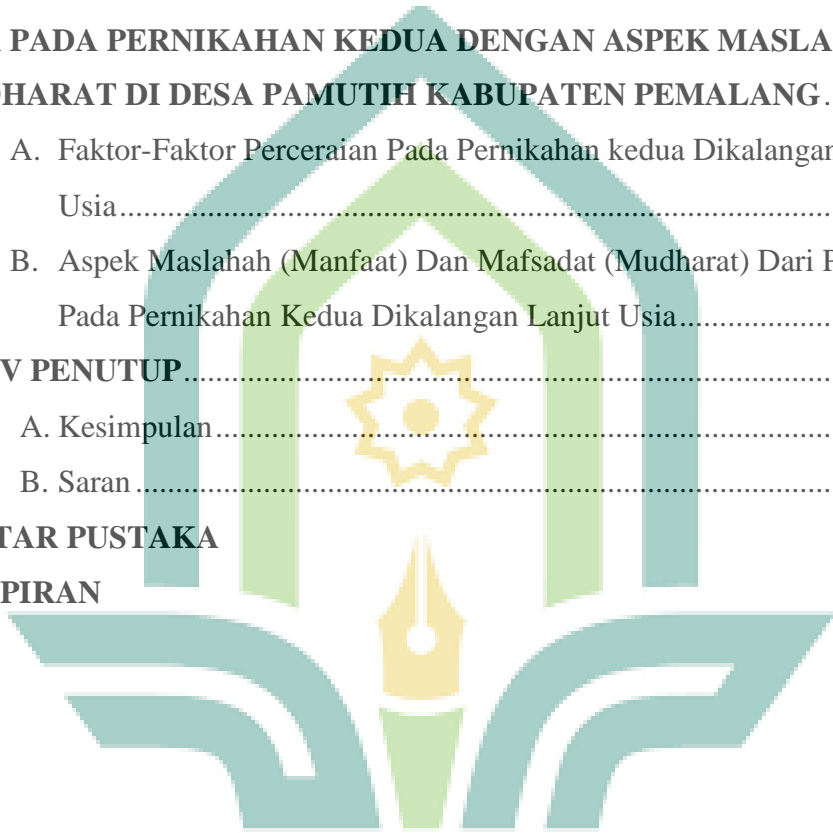 PADA PERNIKAHAN KEDUA DENGAN ASPEK MASLA
HARAT DI DESA PAMUTIH KABUPATEN PEMALANG.
A. Faktor-Faktor Perceraian Pada Pernikahan kedua Dikalangan
Usia......................................................................................
B. Aspek Maslahah (Manfaat) Dan Mafsadat (Mudharat) Dari P
Pada Pernikahan Kedua Dikalangan Lanjut Usia...................
V PENUTUP................................................................................
A. Kesimpulan............................................................................
B. Saran......................................................................................
TAR PUSTAKA
PIRAN